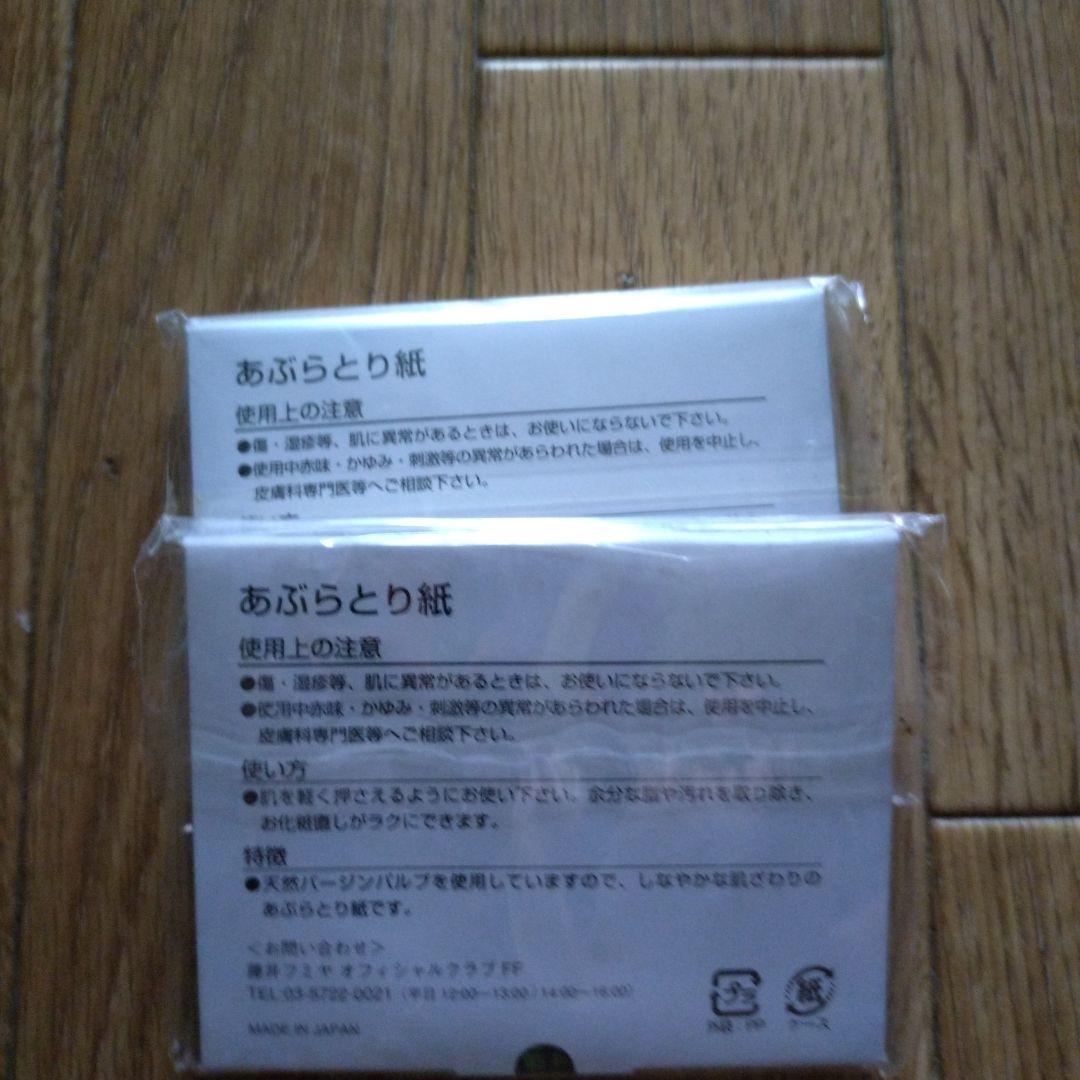 あぶらとり紙
使用上の注意
●傷・湿疹等、肌に異常があるときは、お使いにならないで下さい。
●使用中赤味・かゆみ・刺激等の異常があらわれた場合は、使用を中止し、
皮膚科専門医等へご相談下さい。
使い方
あぶらとり紙
使用上の注意
●傷・湿疹等、肌に異常があるときは、お使いにならないで下さい。
●使用中赤味・かゆみ・刺激等の異常があらわれた場合は、使用を中止し、
皮膚科専門医等へご相談下さい。
使い方
●肌を軽く押さえるようにお使い下さい。余分な脂や汚れを取り除き、
お化粧直しがラクにできます。
特徴
●天然バージンパルプを使用していますので、しなやかな肌ざわりの
あぶらとり紙です。
＜お問い合わせ＞
藤井フミヤ オフィシャルクラブ FF
TEL:03-5722-0021（平日 12:00〜13:00 / 14:00〜16:00）
MADE IN JAPAN
プラ 紙
PP ケース